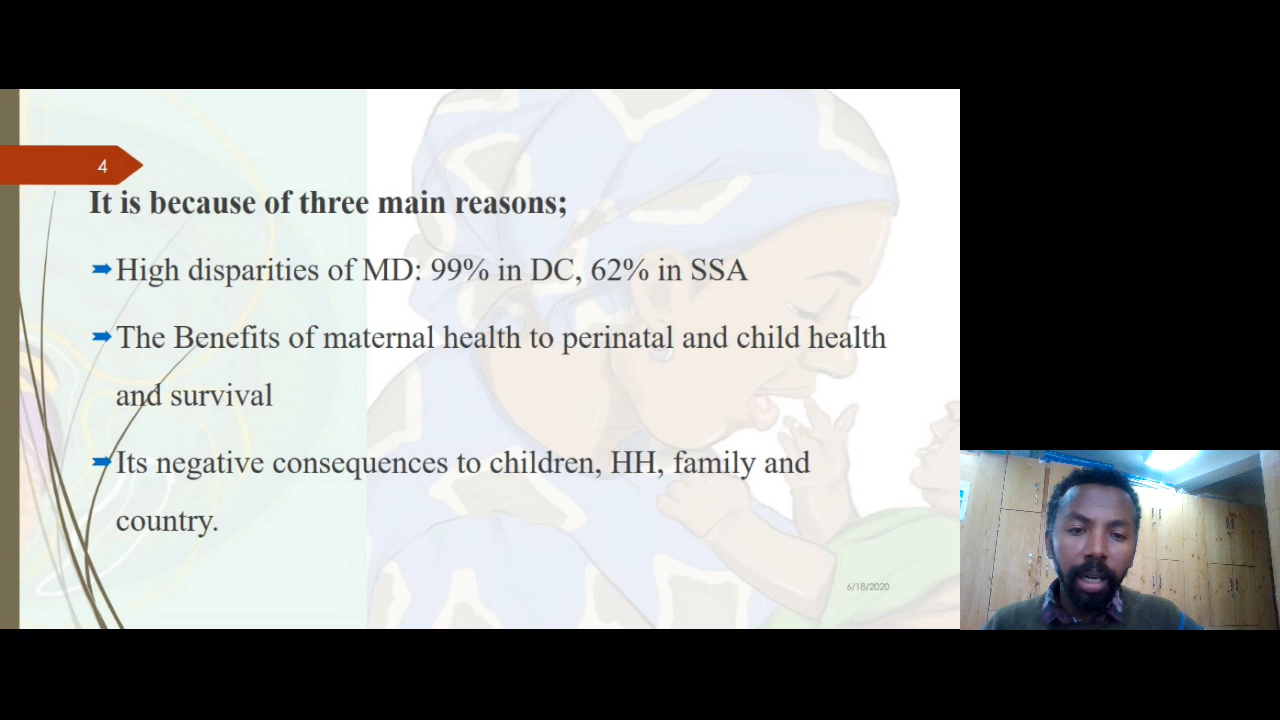 4
It is because of three main reasons;
➡High disparities of MD: 99% in DC, 62% in SSA
➡The Benefits of maternal health to perinatal and child health
and survival
➡Its negative consequences to children, HH, family and
country.
6/18/2020